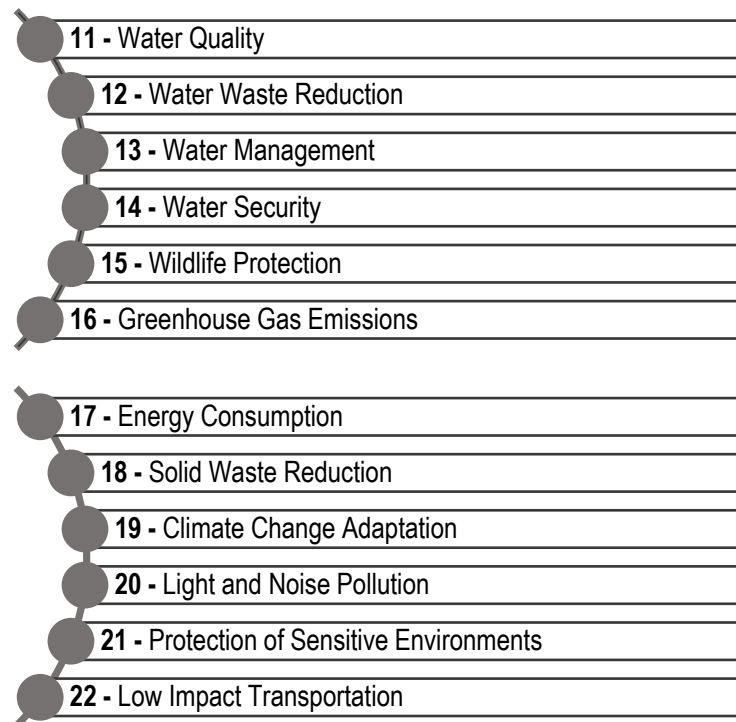 11 - Water Quality
12 - Water Waste Reduction
13 - Water Management
14 - Water Security
15 - Wildlife Protection
16 - Greenhouse Gas Emissions
17 - Energy Consumption
18 - Solid Waste Reduction
19 - Climate Change Adaptation
20 - Light and Noise Pollution
21 - Protection of Sensitive Environments
22 - Low Impact Transportation